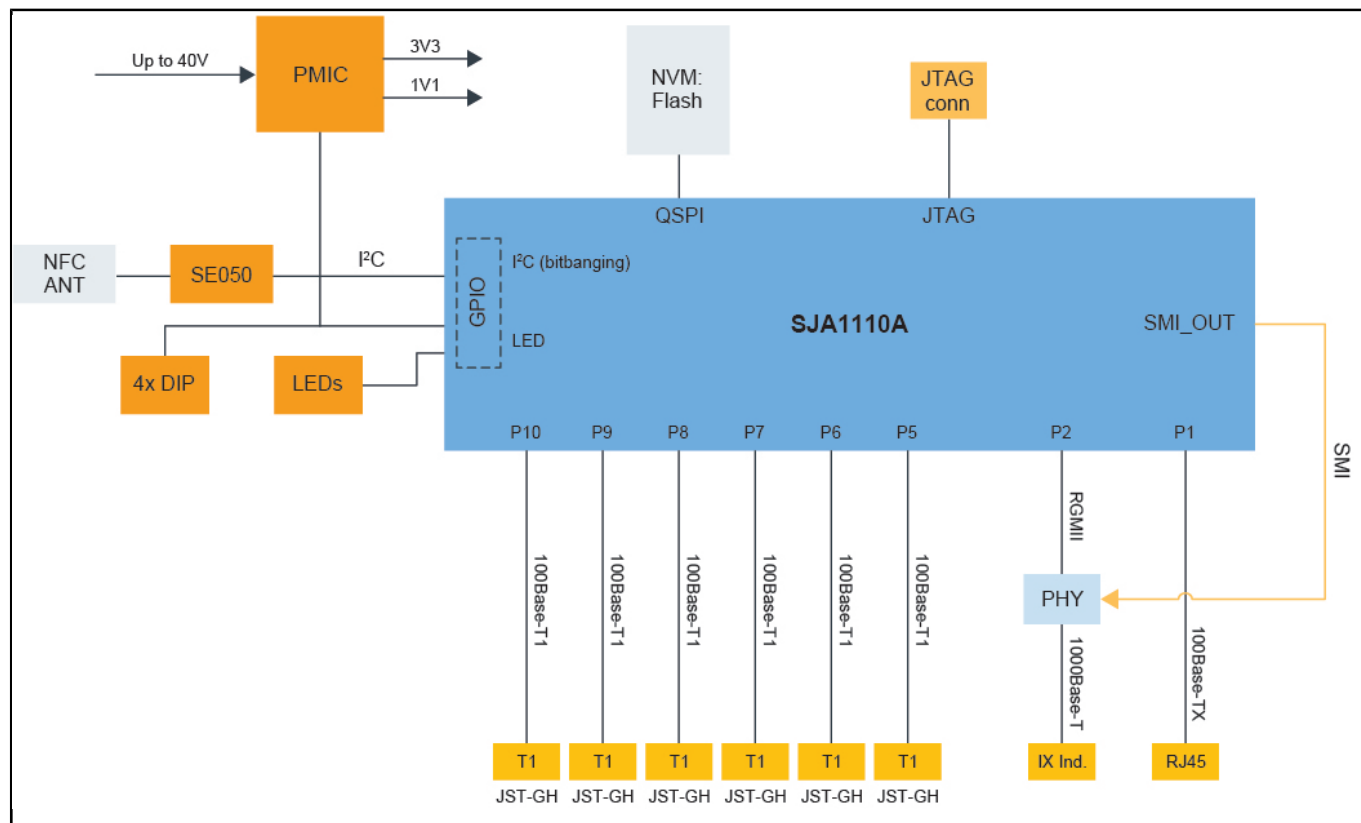 Up to 40V
PMIC
3V3
1V1
NVM:
Flash
JTAG
conn
QSPI
JTAG
NFC
ANT
SE050
I²C
GPIO
I²C (bitbanging)
LED
SJA1110A
SMI_OUT
4x DIP
LEDs
P10
P9
P8
P7
P6
P5
P2
P1
SMI
100Base-T1
100Base-T1
100Base-T1
100Base-T1
100Base-T1
100Base-T1
RGMII
PHY
1000Base-T
100Base-TX
T1
T1
T1
T1
T1
T1
IX Ind.
RJ45
JST-GH
JST-GH
JST-GH
JST-GH
JST-GH
JST-GH